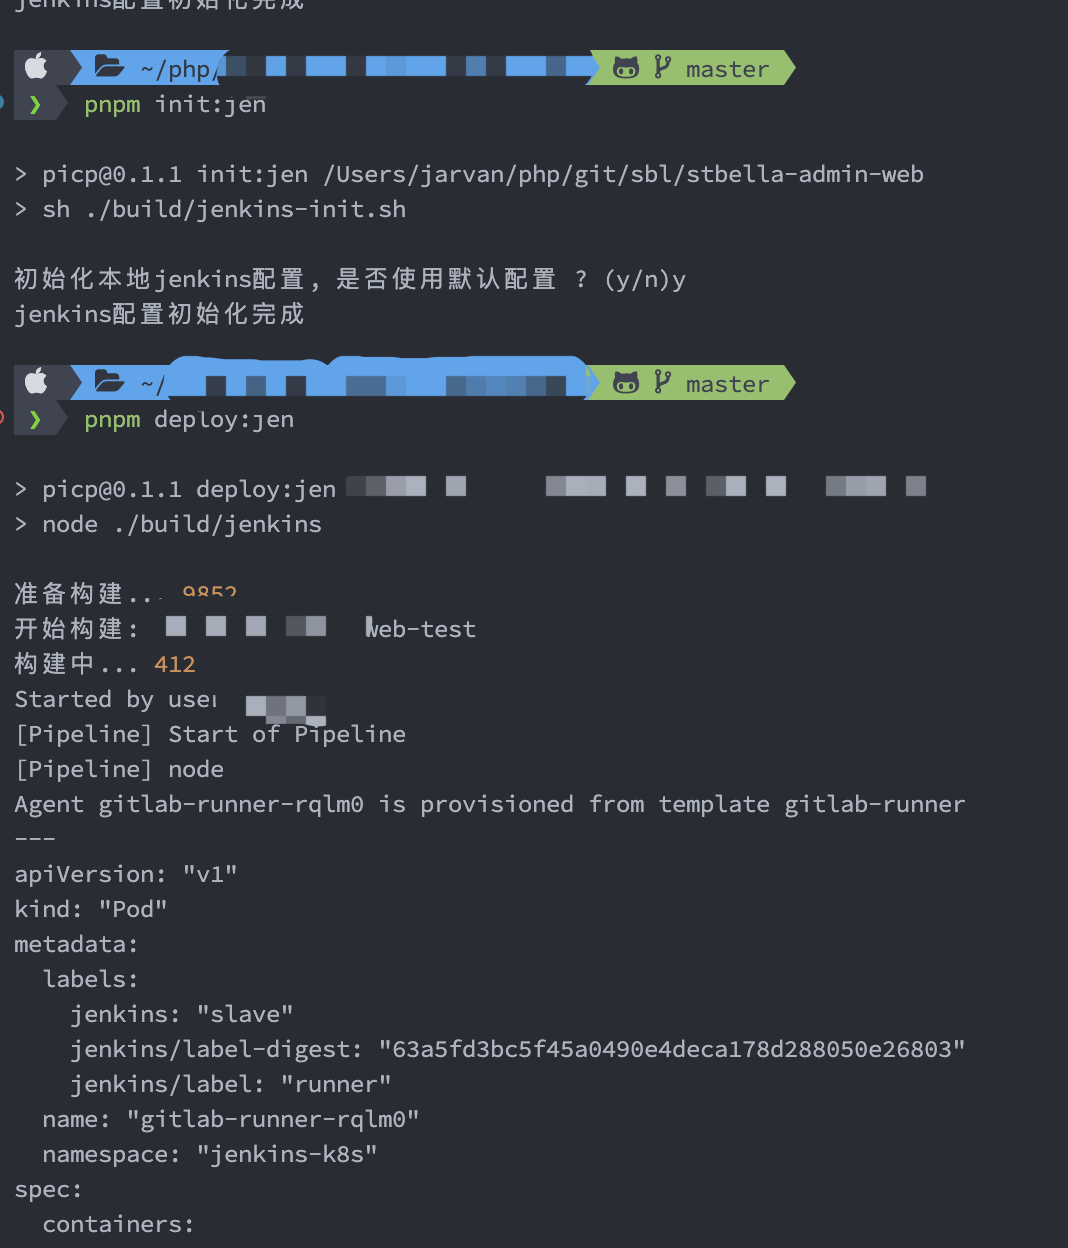 jenkins配置初始化完成
~/php/ master
❯ pnpm init:jen
> picp@0.1.1 init:jen /Users/jarvan/php/git/sbl/stbella-admin-web
> sh ./build/jenkins-init.sh
初始化本地jenkins配置, 是否使用默认配置 ? (y/n)y
jenkins配置初始化完成
~/ master
❯ pnpm deploy:jen
> picp@0.1.1 deploy:jen
> node ./build/jenkins
准备构建... 9852
开始构建: web-test
构建中... 412
Started by user
[Pipeline] Start of Pipeline
[Pipeline] node
Agent gitlab-runner-rqlm0 is provisioned from template gitlab-runner
---
apiVersion: "v1"
kind: "Pod"
metadata:
  labels:
    jenkins: "slave"
    jenkins/label-digest: "63a5fd3bc5f45a0490e4deca178d288050e26803"
    jenkins/label: "runner"
  name: "gitlab-runner-rqlm0"
  namespace: "jenkins-k8s"
spec:
  containers: